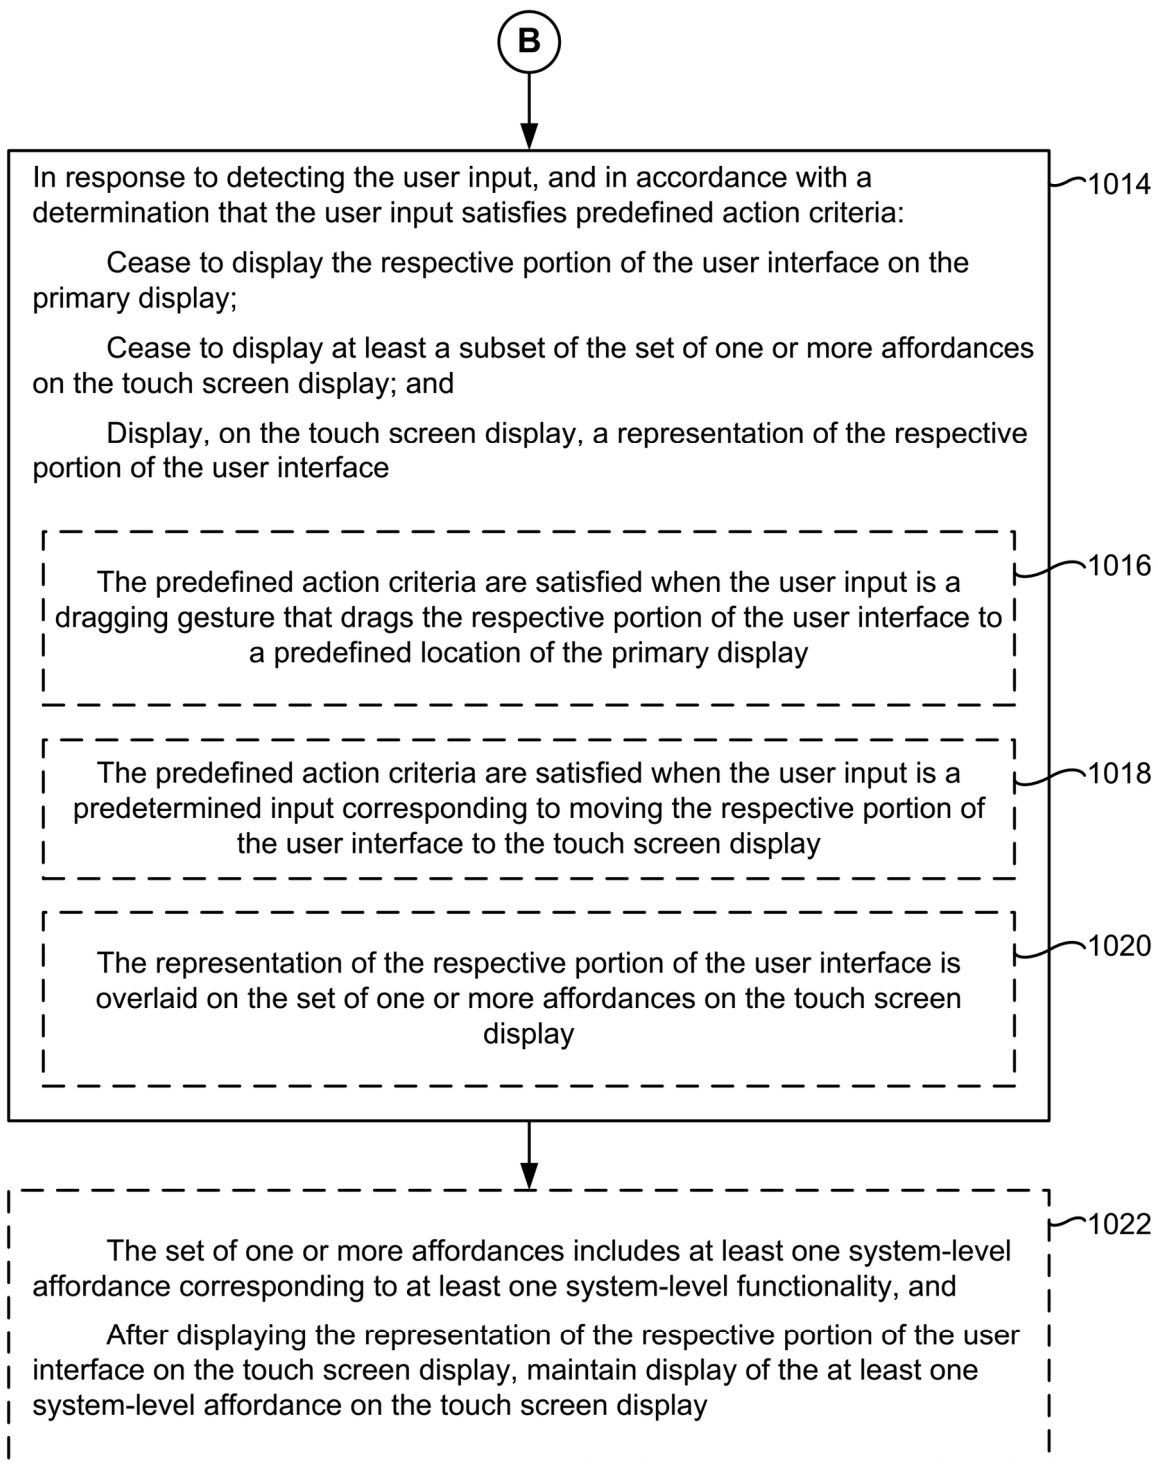 B
In response to detecting the user input, and in accordance with a
determination that the user input satisfies predefined action criteria:
Cease to display the respective portion of the user interface on the
primary display;
Cease to display at least a subset of the set of one or more affordances
on the touch screen display; and
Display, on the touch screen display, a representation of the respective
portion of the user interface
1014
The predefined action criteria are satisfied when the user input is a
dragging gesture that drags the respective portion of the user interface to
a predefined location of the primary display
1016
The predefined action criteria are satisfied when the user input is a
predetermined input corresponding to moving the respective portion of
the user interface to the touch screen display
1018
The representation of the respective portion of the user interface is
overlaid on the set of one or more affordances on the touch screen
display
1020
The set of one or more affordances includes at least one system-level
affordance corresponding to at least one system-level functionality, and
After displaying the representation of the respective portion of the user
interface on the touch screen display, maintain display of the at least one
system-level affordance on the touch screen display
1022